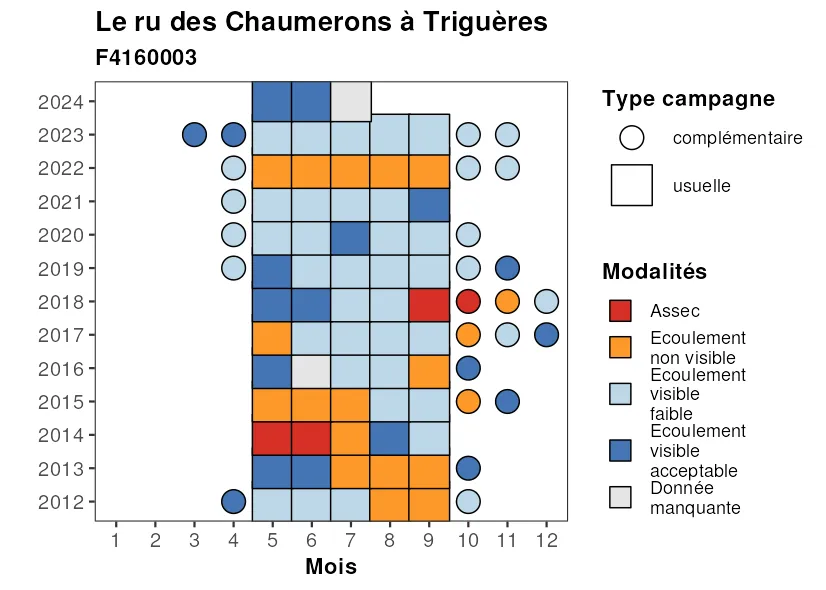 Le ru des Chaumerons à Triguères
F4160003
2024
2023
2022
2021
2020
2019
2018
2017
2016
2015
2014
2013
2012
1 2 3 4 5 6 7 8 9 10 11 12
Mois
Type campagne
complémentaire
usuelle
Modalités
Assec
Ecoulement
non visible
Ecoulement
visible
faible
Ecoulement
visible
acceptable
Donnée
manquante